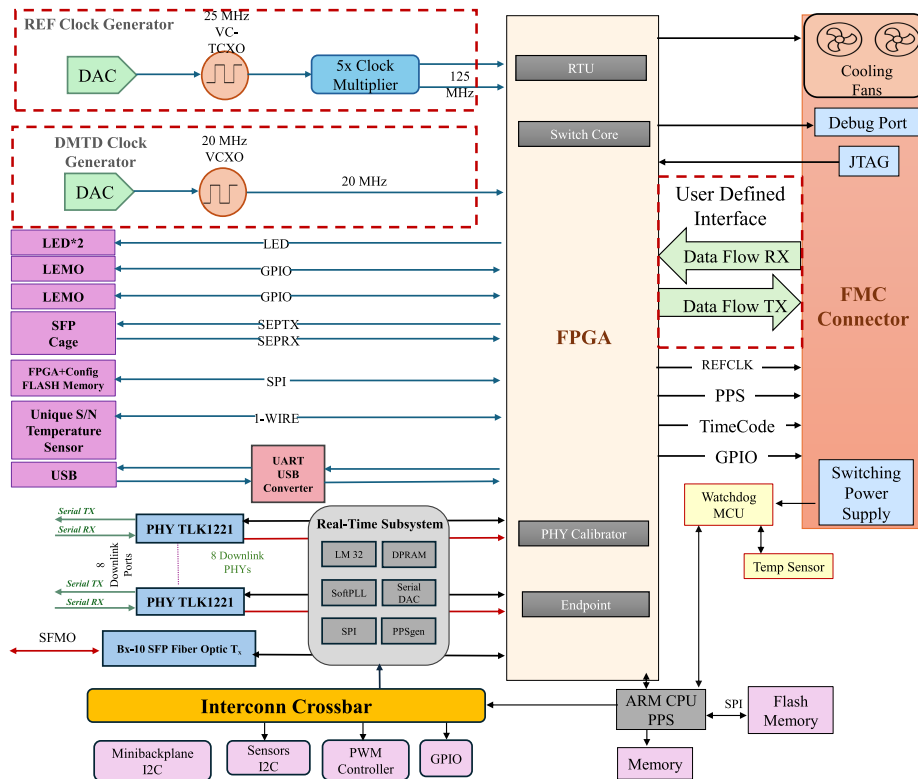 REF Clock Generator
25 MHz
VC-
TCXO
DAC
5x Clock
Multiplier
125
MHz
DMTD Clock
Generator
20 MHz
VCXO
DAC
20 MHz
LED*2
LED
LEMO
GPIO
LEMO
GPIO
SFP
Cage
SEPTX
SEPRX
FPGA+Config
FLASH Memory
SPI
Unique S/N
Temperature
Sensor
1-WIRE
USB
UART
USB
Converter
Serial TX
Serial RX
PHY TLK1221
8
Downlink
Ports
8 Downlink
PHYs
Serial TX
Serial RX
PHY TLK1221
SFMO
Bx-10 SFP Fiber Optic Tx
Real-Time Subsystem
LM 32
DPRAM
SoftPLL
Serial
DAC
SPI
PPSgen
Interconn Crossbar
Minibackplane
I2C
Sensors
I2C
PWM
Controller
GPIO
RTU
Switch Core
FPGA
PHY Calibrator
Endpoint
Cooling
Fans
Debug Port
JTAG
User Defined
Interface
Data Flow RX
Data Flow TX
FMC
Connector
REFCLK
PPS
TimeCode
GPIO
Switching
Power
Supply
Watchdog
MCU
Temp Sensor
ARM CPU
PPS
SPI
Flash
Memory
Memory